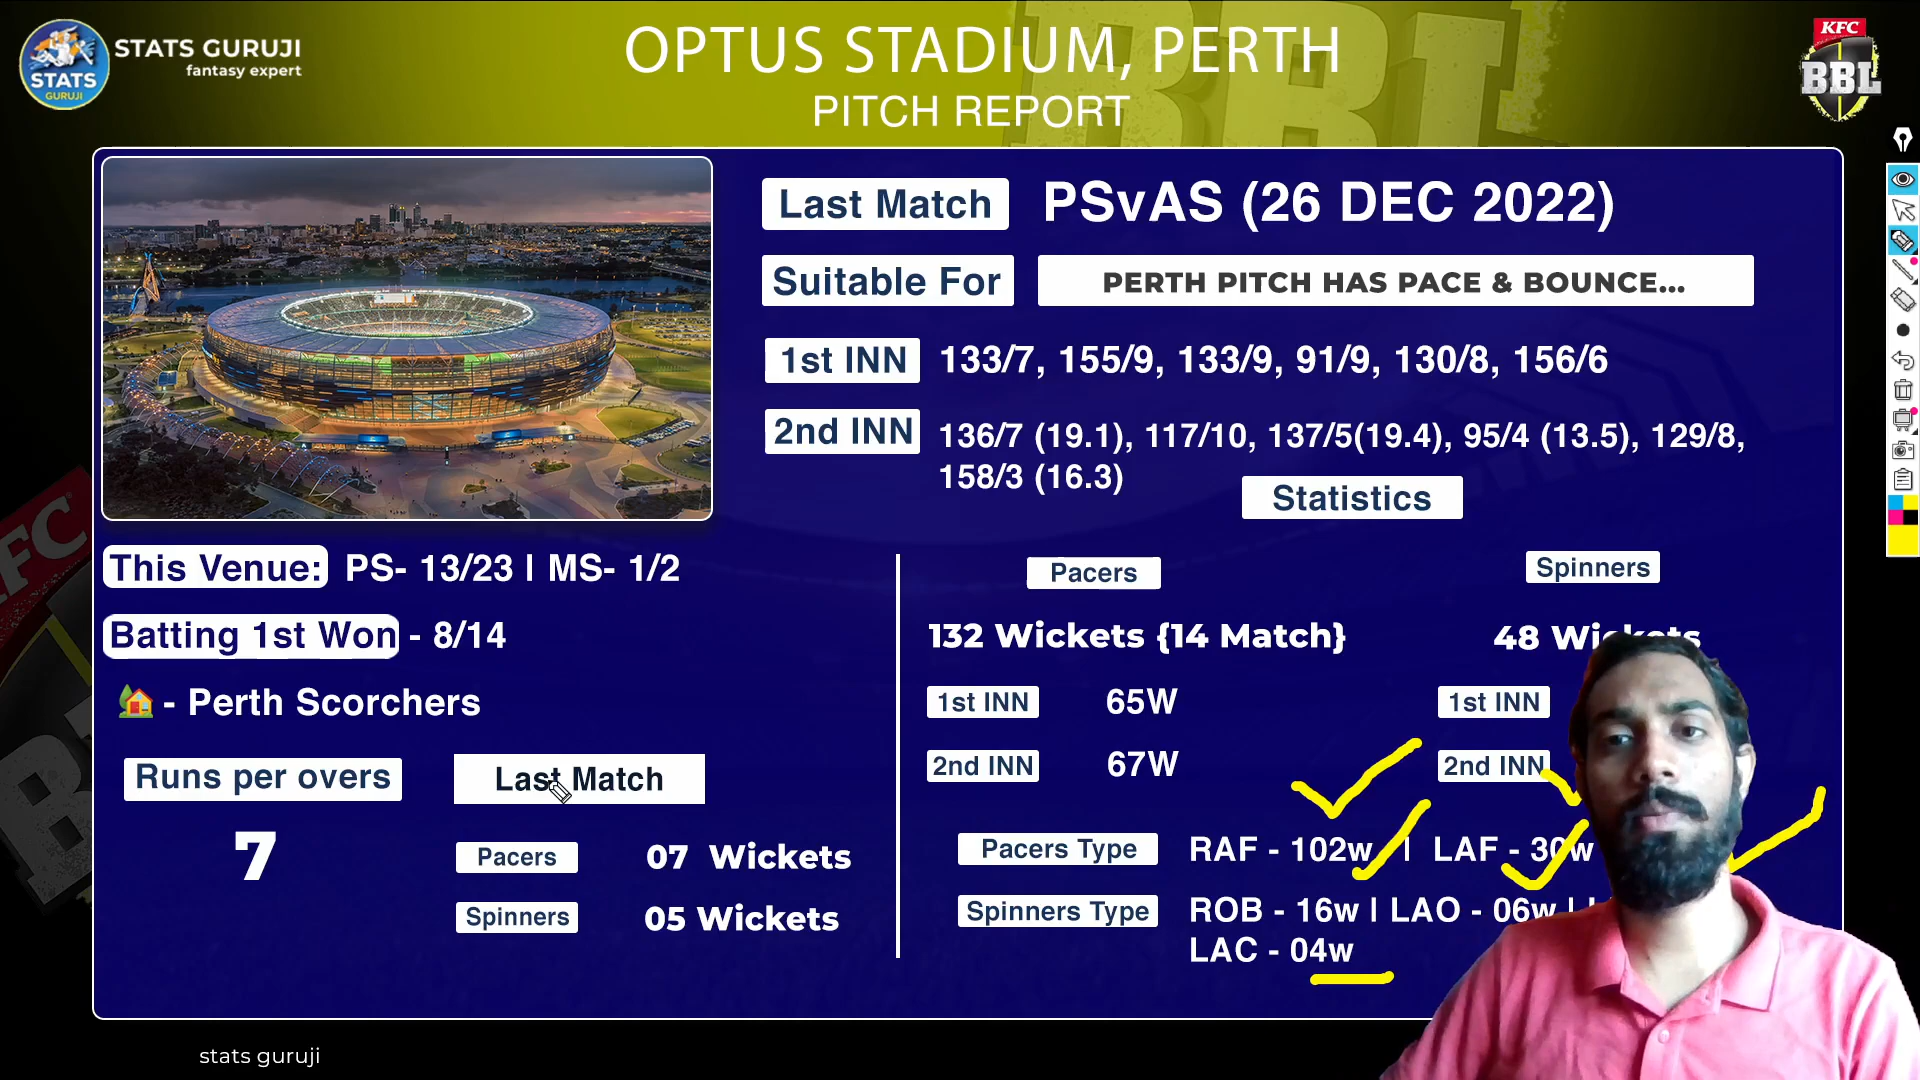 STATS GURUJI
fantasy expert
STATS
GURUJI
OPTUS STADIUM, PERTH
PITCH REPORT
KFC
BBL
Last Match PSvAS (26 DEC 2022)
Suitable For PERTH PITCH HAS PACE & BOUNCE...
1st INN 133/7, 155/9, 133/9, 91/9, 130/8, 156/6
2nd INN 136/7 (19.1), 117/10, 137/5(19.4), 95/4 (13.5), 129/8,
158/3 (16.3)
Statistics
This Venue: PS- 13/23 | MS- 1/2
Batting 1st Won - 8/14
- Perth Scorchers
Runs per overs
7
Last Match
Pacers 07 Wickets
Spinners 05 Wickets
Pacers
132 Wickets {14 Match}
1st INN 65W
2nd INN 67W
Spinners
48 Wickets
1st INN
2nd INN
Pacers Type RAF - 102w | LAF - 30w
Spinners Type ROB - 16w | LAO - 06w |
LAC - 04w
stats guruji